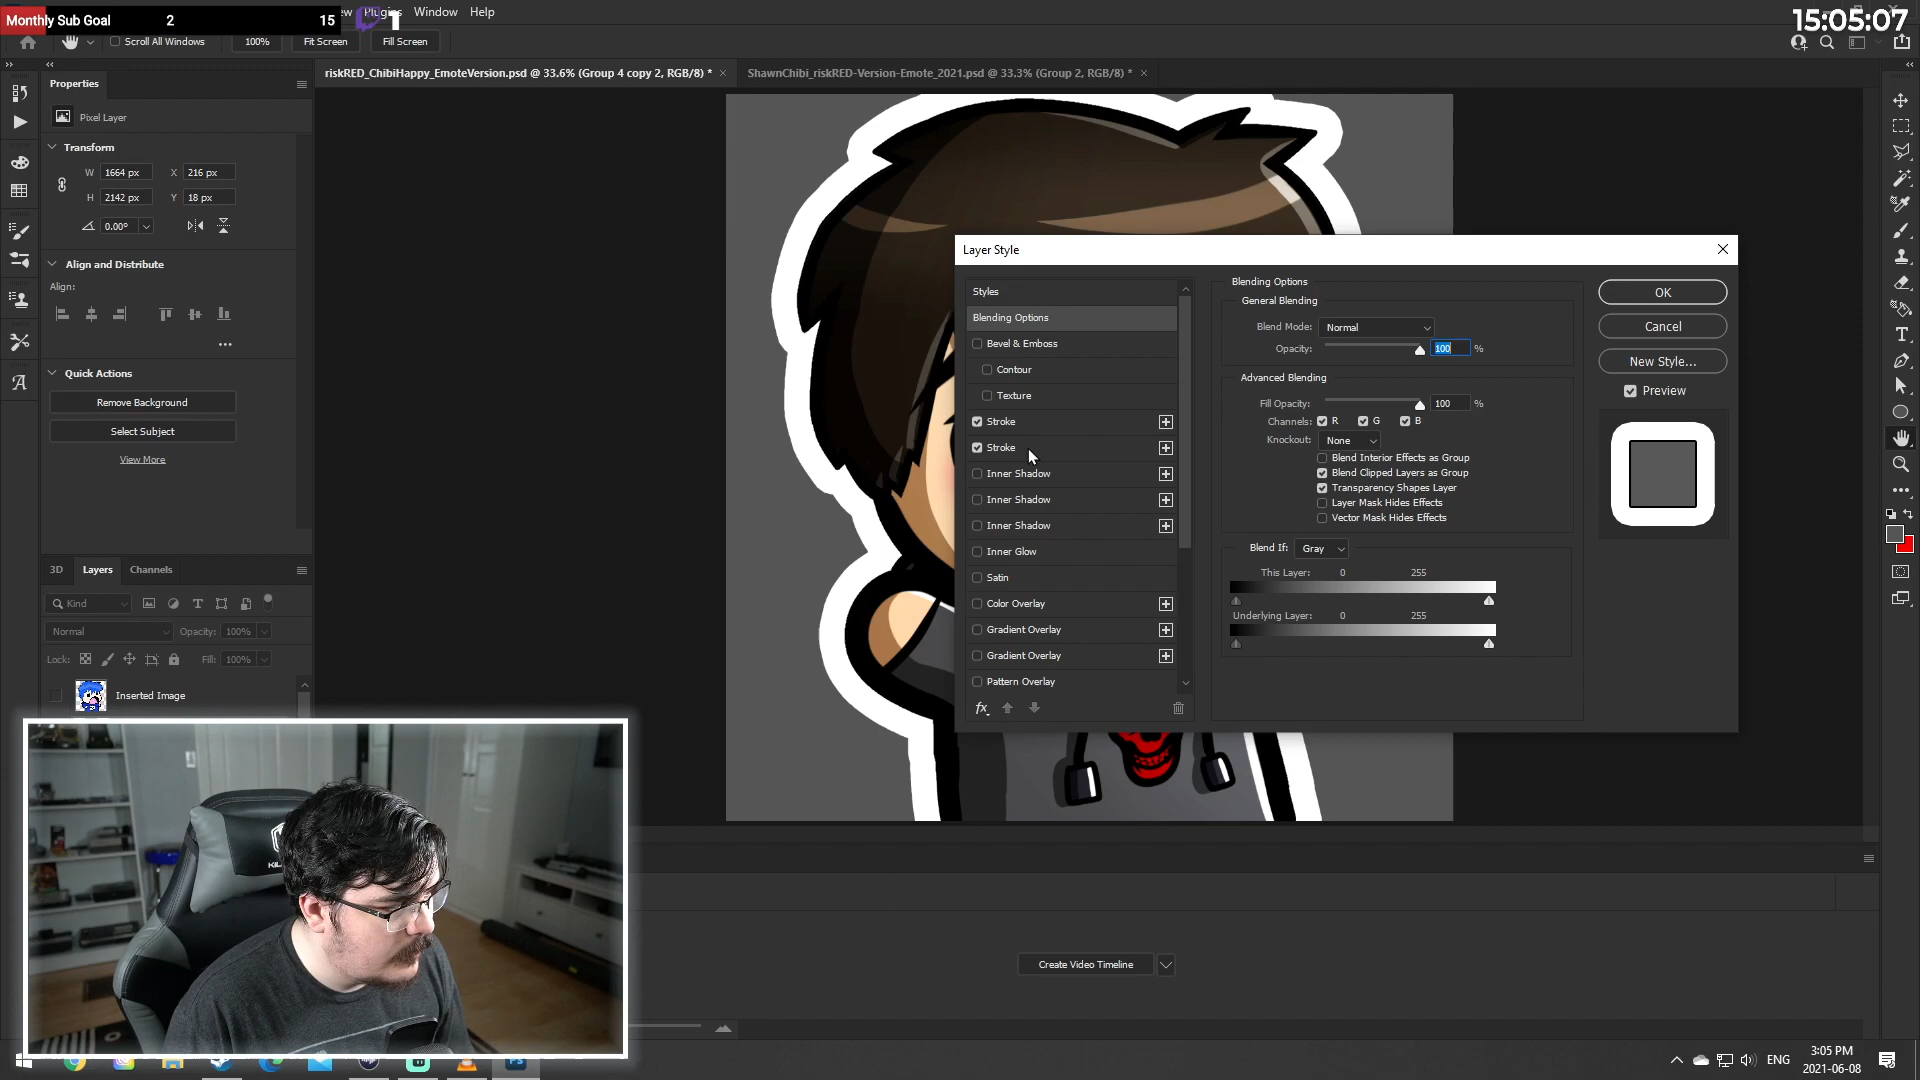 Monthly Sub Goal 2 15
1
Plugins Window Help
15:05:07
Scroll All Windows 100% Fit Screen Fill Screen
riskRED_ChibiHappy_EmoteVersion.psd @ 33.6% (Group 4 copy 2, RGB/8) *
ShawnChibi_riskRED-Version-Emote_2021.psd @ 33.3% (Group 2, RGB/8) *
Properties
Pixel Layer
Transform
W 1664 px X 216 px
H 2142 px Y 18 px
0.00°
Align and Distribute
Align:
Quick Actions
Remove Background
Select Subject
View More
3D Layers Channels
Kind
Normal Opacity: 100%
Lock: Fill: 100%
Inserted Image
Layer Style
Styles
Blending Options
Bevel & Emboss
Contour
Texture
Stroke
Stroke
Inner Shadow
Inner Shadow
Inner Shadow
Inner Glow
Satin
Color Overlay
Gradient Overlay
Gradient Overlay
Pattern Overlay
fx
Blending Options
General Blending
Blend Mode: Normal
Opacity: 100 %
Advanced Blending
Fill Opacity: 100 %
Channels: R G B
Knockout: None
Blend Interior Effects as Group
Blend Clipped Layers as Group
Transparency Shapes Layer
Layer Mask Hides Effects
Vector Mask Hides Effects
Blend If: Gray
This Layer: 0 255
Underlying Layer: 0 255
OK
Cancel
New Style...
Preview
Create Video Timeline
Ps
ENG
3:05 PM
2021-06-08